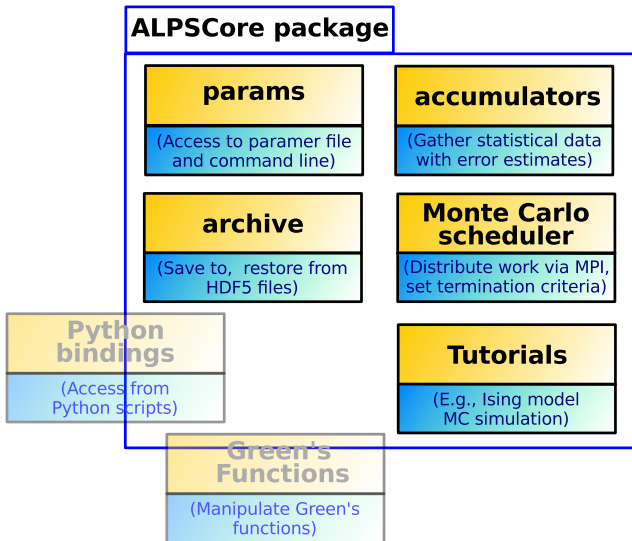 ALPSCore package
params
(Access to paramer file
and command line)
accumulators
(Gather statistical data
with error estimates)
archive
(Save to, restore from
HDF5 files)
Monte Carlo
scheduler
(Distribute work via MPI,
set termination criteria)
Python
bindings
(Access from
Python scripts)
Tutorials
(E.g., Ising model
MC simulation)
Green's
Functions
(Manipulate Green's
functions)